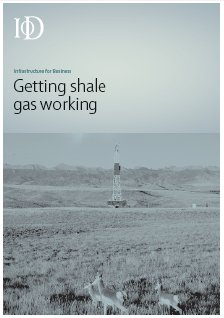 IOD
Infrastructure for Business
Getting shale
gas working